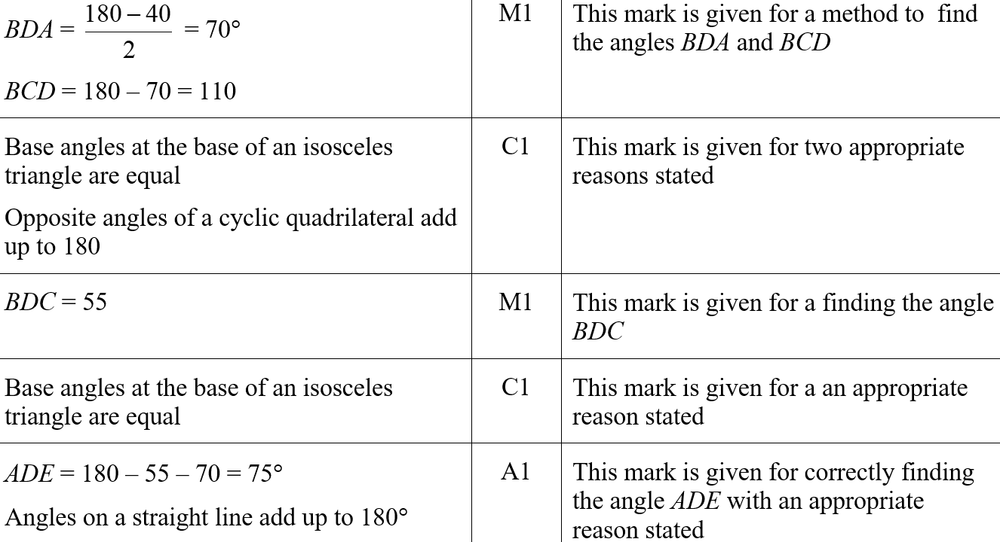 BDA = 180 – 40 / 2 = 70°
BCD = 180 – 70 = 110
M1
This mark is given for a method to find
the angles BDA and BCD
Base angles at the base of an isosceles
triangle are equal
Opposite angles of a cyclic quadrilateral add
up to 180
C1
This mark is given for two appropriate
reasons stated
BDC = 55
M1
This mark is given for a finding the angle
BDC
Base angles at the base of an isosceles
triangle are equal
C1
This mark is given for a an appropriate
reason stated
ADE = 180 – 55 – 70 = 75°
Angles on a straight line add up to 180°
A1
This mark is given for correctly finding
the angle ADE with an appropriate
reason stated